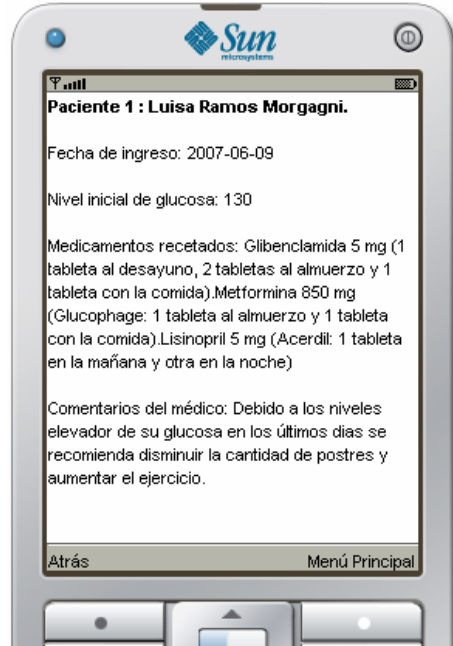 Sun
microsystems
Paciente 1 : Luisa Ramos Morgagni.
Fecha de ingreso: 2007-06-09
Nivel inicial de glucosa: 130
Medicamentos recetados: Glibenclamida 5 mg (1
tableta al desayuno, 2 tabletas al almuerzo y 1
tableta con la comida).Metformina 850 mg
(Glucophage: 1 tableta al almuerzo y 1 tableta
con la comida).Lisinopril 5 mg (Acerdil: 1 tableta
en la mañana y otra en la noche)
Comentarios del médico: Debido a los niveles
elevador de su glucosa en los últimos dias se
recomienda disminuir la cantidad de postres y
aumentar el ejercicio.
Atrás
Menú Principal